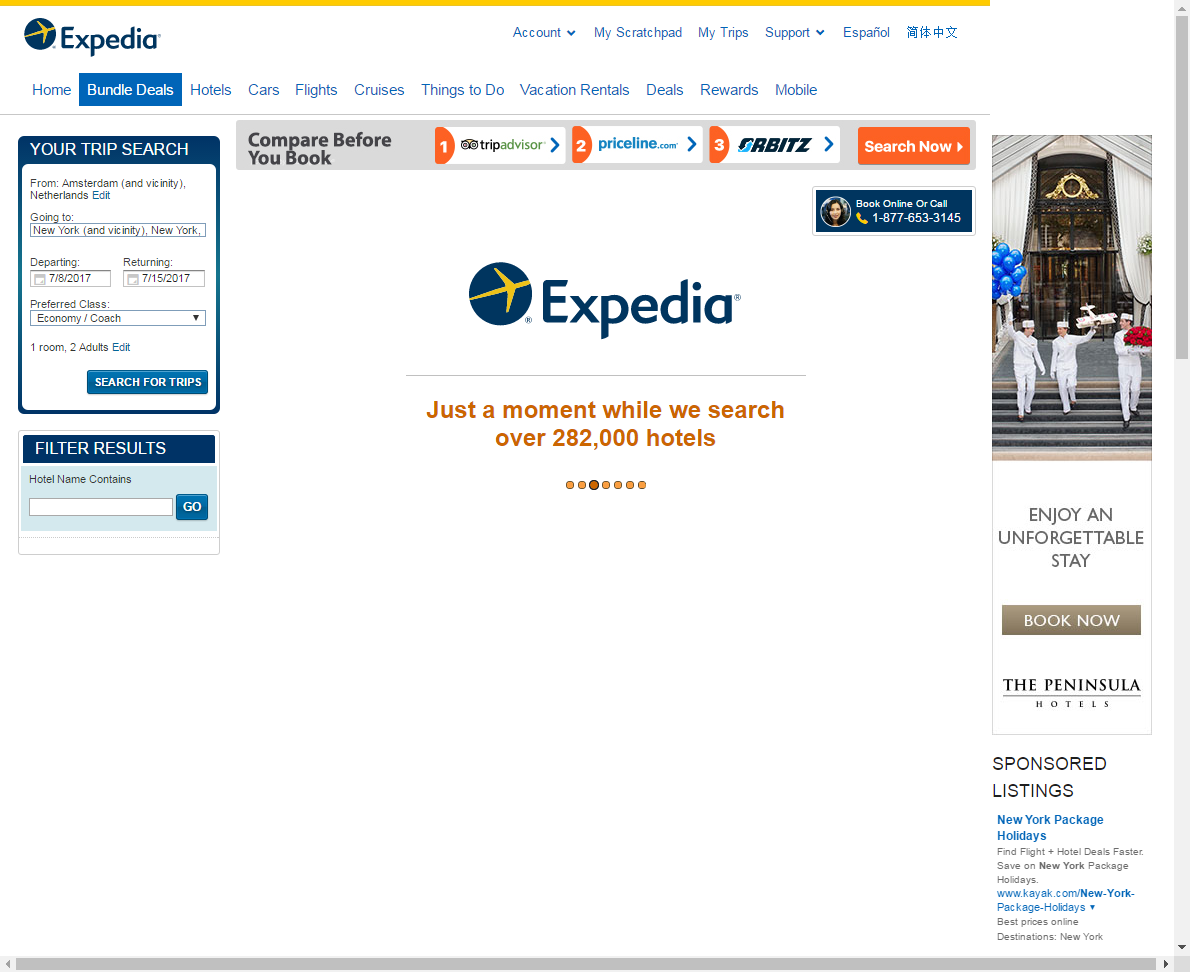 Expedia
Account
My Scratchpad
My Trips
Support
Español
简体中文
Home
Bundle Deals
Hotels
Cars
Flights
Cruises
Things to Do
Vacation Rentals
Deals
Rewards
Mobile
YOUR TRIP SEARCH
From: Amsterdam (and vicinity),
Netherlands Edit
Going to:
New York (and vicinity), New York,
Departing:
Returning:
7/8/2017
7/15/2017
Preferred Class:
Economy / Coach
1 room, 2 Adults Edit
SEARCH FOR TRIPS
FILTER RESULTS
Hotel Name Contains
GO
Compare Before
You Book
1 tripadvisor
2 priceline.com
3 ORBITZ
Search Now
Book Online Or Call
1-877-653-3145
Expedia®
Just a moment while we search
over 282,000 hotels
ENJOY AN
UNFORGETTABLE
STAY
BOOK NOW
THE PENINSULA
HOTELS
SPONSORED
LISTINGS
New York Package
Holidays
Find Flight + Hotel Deals Faster.
Save on New York Package
Holidays.
www.kayak.com/New-York-
Package-Holidays
Best prices online
Destinations: New York